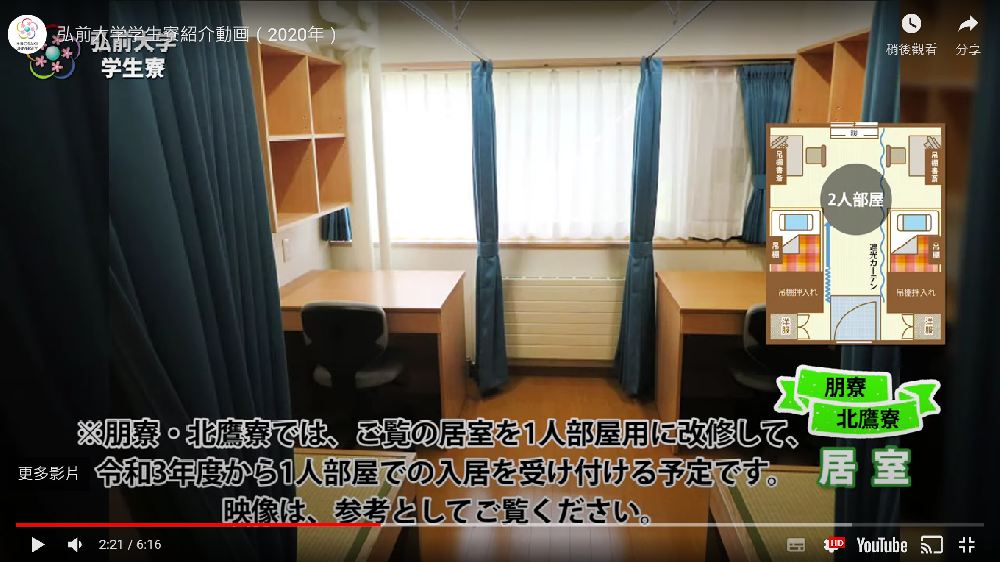 弘前大学学生寮紹介動画（2020年）
HIROSAKI
UNIVERSITY
弘前大学
学生寮
稍後觀看
分享
暖
吊棚書斎
吊棚書斎
2人部屋
吊棚
吊棚
遮光カーテン
吊棚押入れ
吊棚押入れ
洋服
洋服
朋寮
北鷹寮
居室
※朋寮・北鷹寮では、ご覧の居室を1人部屋用に改修して、
令和3年度から1人部屋での入居を受け付ける予定です。
映像は、参考としてご覧ください。
更多影片
2:21 / 6:16
HD
YouTube